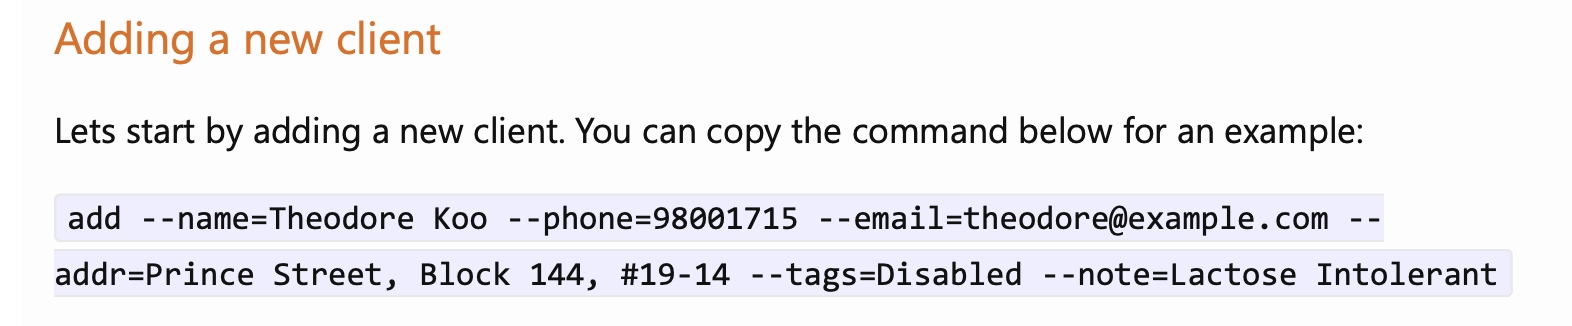 Adding a new client
Lets start by adding a new client. You can copy the command below for an example:
add --name=Theodore Koo --phone=98001715 --email=theodore@example.com --
addr=Prince Street, Block 144, #19-14 --tags=Disabled --note=Lactose Intolerant